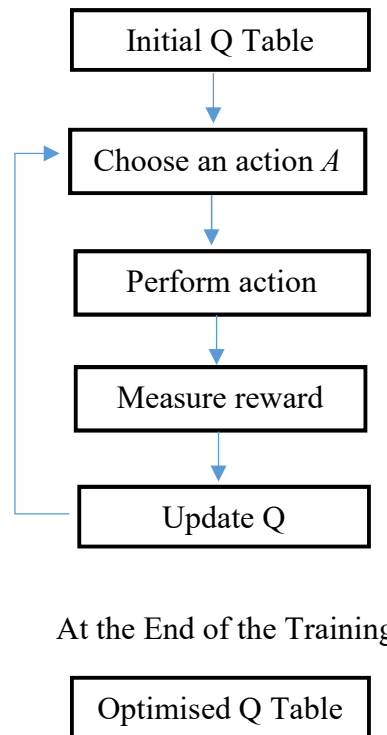 Initial Q Table
Choose an action A
Perform action
Measure reward
Update Q
At the End of the Training
Optimised Q Table